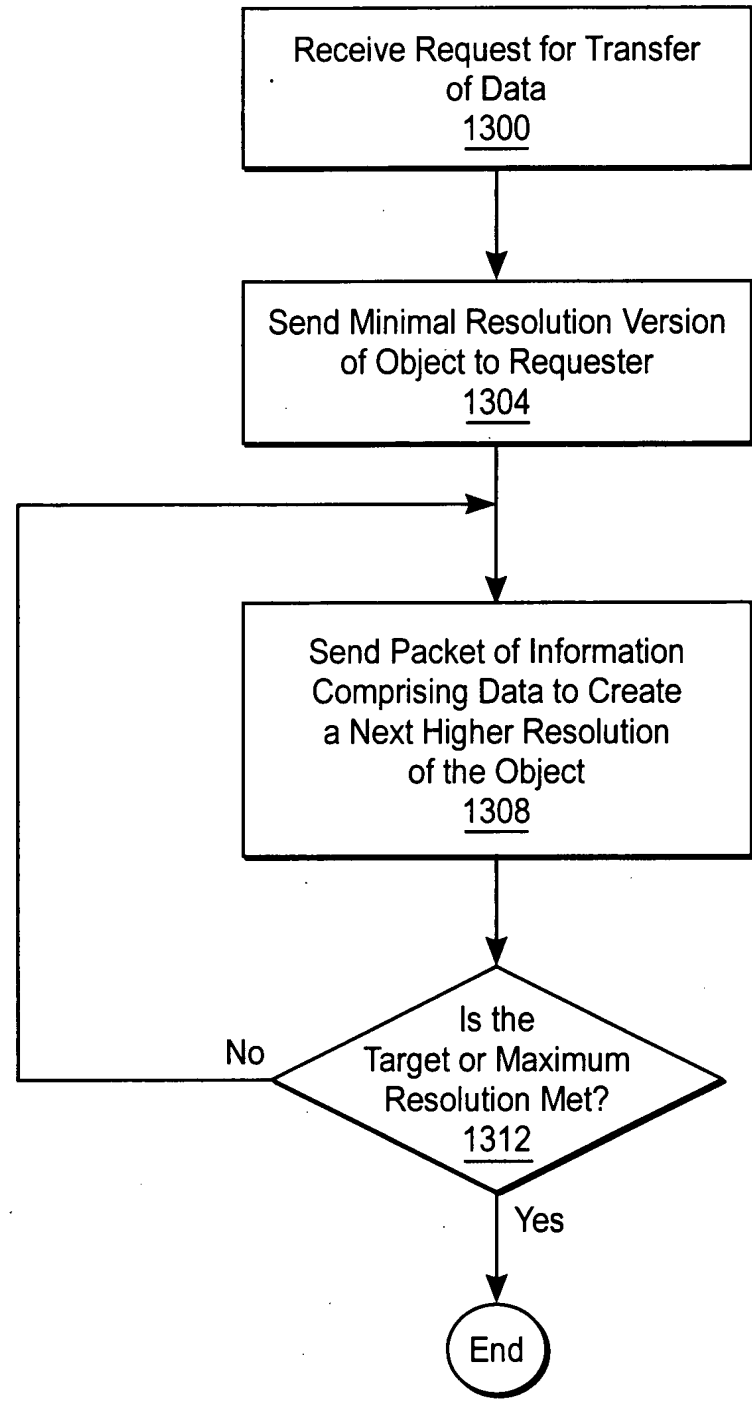 Receive Request for Transfer
of Data
1300
Send Minimal Resolution Version
of Object to Requester
1304
Send Packet of Information
Comprising Data to Create
a Next Higher Resolution
of the Object
1308
Is the
Target or Maximum
Resolution Met?
1312
No
Yes
End